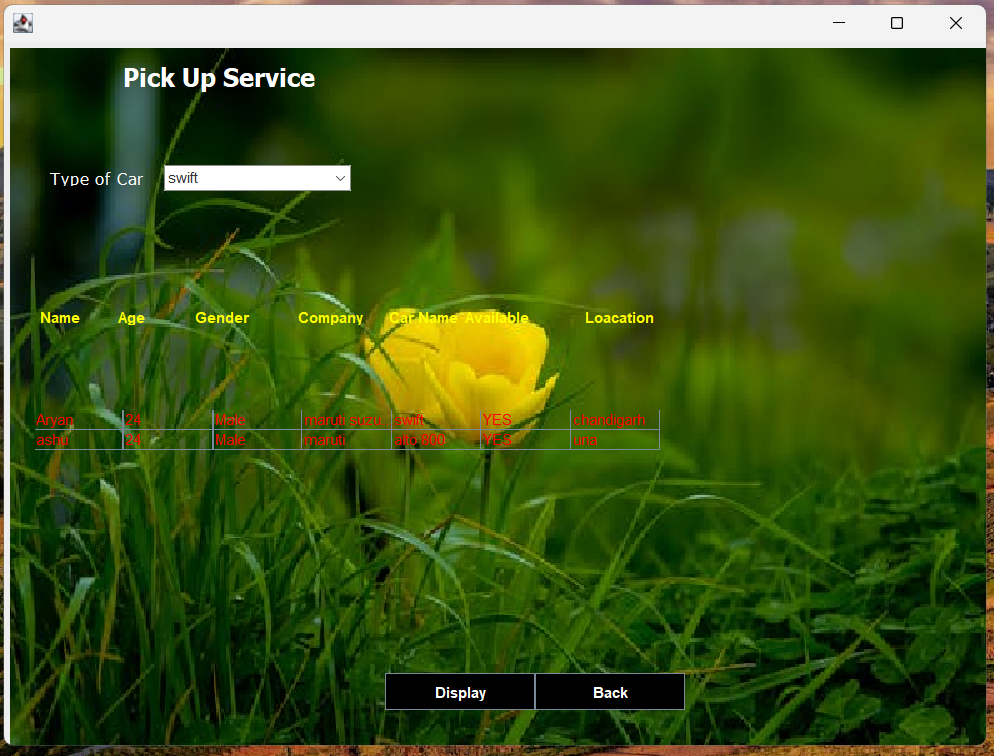 Pick Up Service
Type of Car swift
Name Age Gender Company Car Name Available Loacation
Aryan 24 Male maruti suzu... swift YES chandigarh
ashu 24 Male maruti alto 800 YES una
Display Back